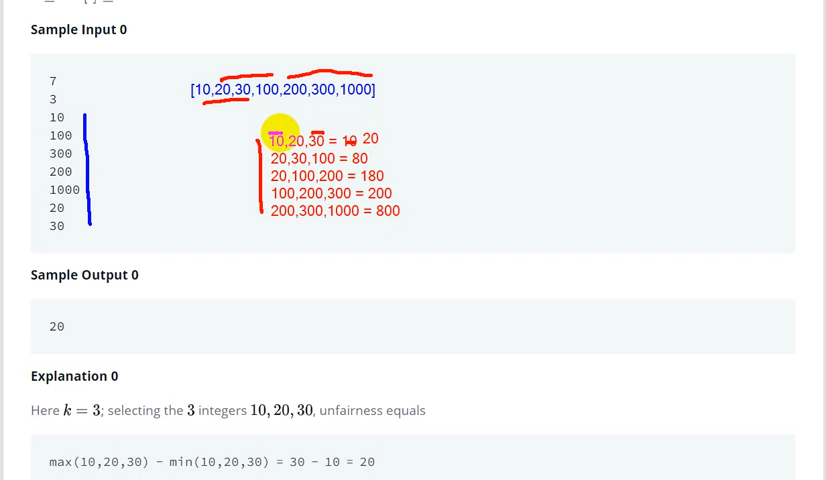 Sample Input 0
7
3
10
100
300
200
1000
20
30
[10,20,30,100,200,300,1000]
10,20,30 = 10 20
20,30,100 = 80
20,100,200 = 180
100,200,300 = 200
200,300,1000 = 800
Sample Output 0
20
Explanation 0
Here k = 3; selecting the 3 integers 10, 20, 30, unfairness equals
max(10,20,30) - min(10,20,30) = 30 - 10 = 20